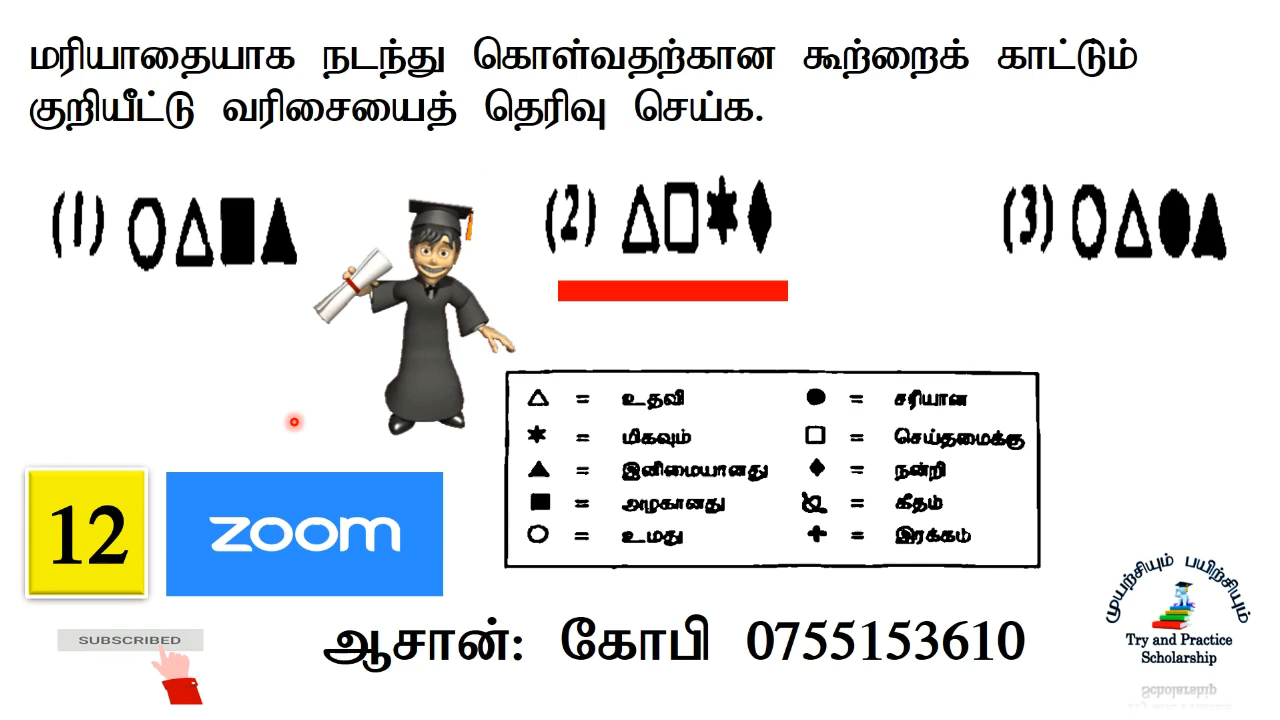 மரியாதையாக நடந்து கொள்வதற்கான கூற்றைக் காட்டும்
குறியீட்டு வரிசையைத் தெரிவு செய்க.
(1) (2) (3)
= உதவி = சரியான
= மிகவும் = செய்தமைக்கு
= இனிமையானது = நன்றி
= அழகானது = கீதம்
= உமது = இரக்கம்
12
zoom
SUBSCRIBED
ஆசான்: கோபி 0755153610
முயற்சியும் பயிற்சியும்
Try and Practice
Scholarship